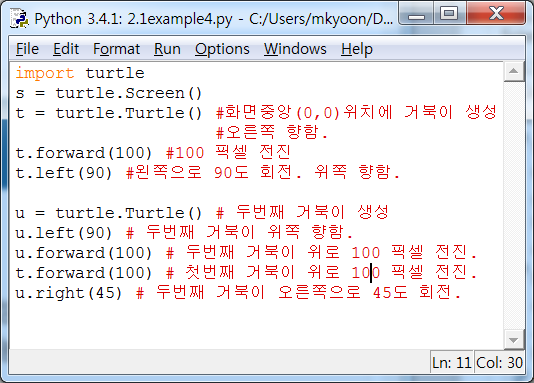 Python 3.4.1: 2.1example4.py - C:/Users/mkyoon/D...
File Edit Format Run Options Windows Help
import turtle
s = turtle.Screen()
t = turtle.Turtle() #화면중앙(0,0)위치에 거북이 생성
#오른쪽 향함.
t.forward(100) #100 픽셀 전진
t.left(90) #왼쪽으로 90도 회전. 위쪽 향함.
u = turtle.Turtle() # 두번째 거북이 생성
u.left(90) # 두번째 거북이 위쪽 향함.
u.forward(100) # 두번째 거북이 위로 100 픽셀 전진.
t.forward(100) # 첫번째 거북이 위로 100 픽셀 전진.
u.right(45) # 두번째 거북이 오른쪽으로 45도 회전.
Ln: 11 Col: 30